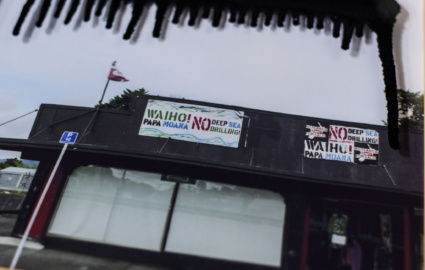 WAIHO! NO DEEP SEA
PAPA MOANA DRILLING!
NO DEEP SEA
DRILLING!
WAIHO!
PAPA MOANA